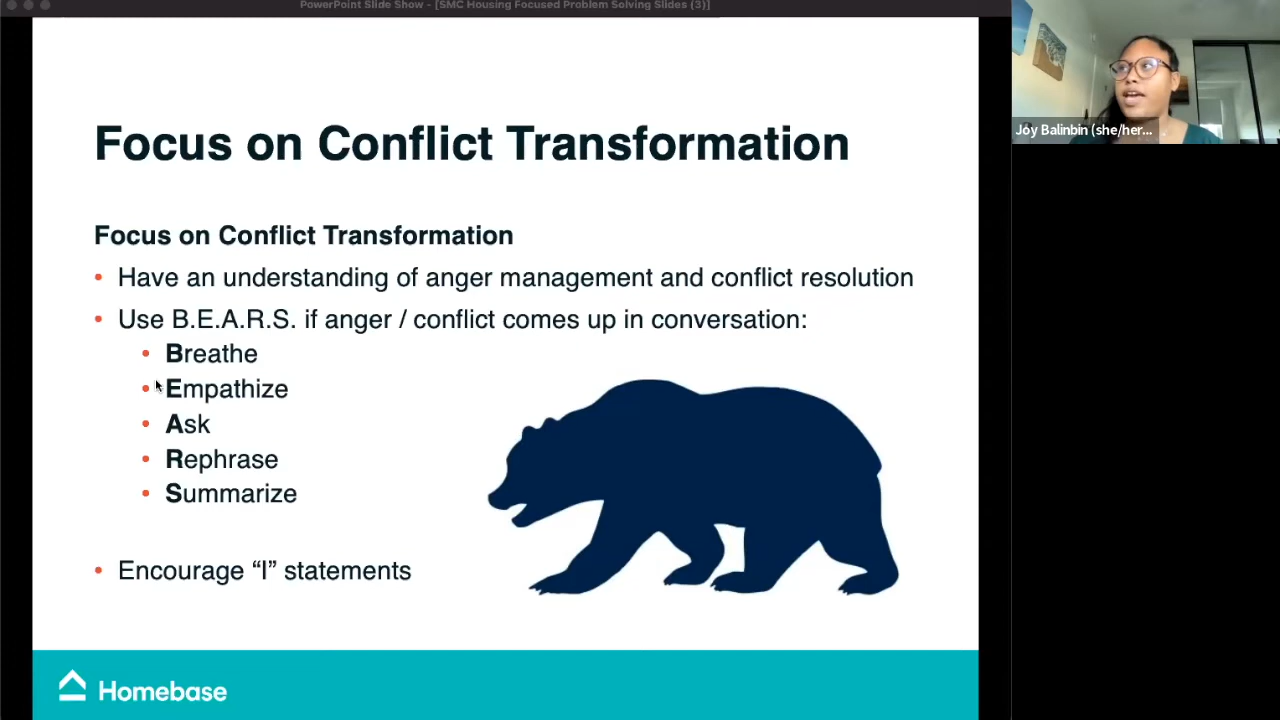 PowerPoint Slide Show - [SMC Housing Focused Problem Solving Slides (3)]
Joy Balinbin (she/her...
Focus on Conflict Transformation
Focus on Conflict Transformation
• Have an understanding of anger management and conflict resolution
• Use B.E.A.R.S. if anger / conflict comes up in conversation:
• Breathe
• Empathize
• Ask
• Rephrase
• Summarize
• Encourage “I” statements
Homebase